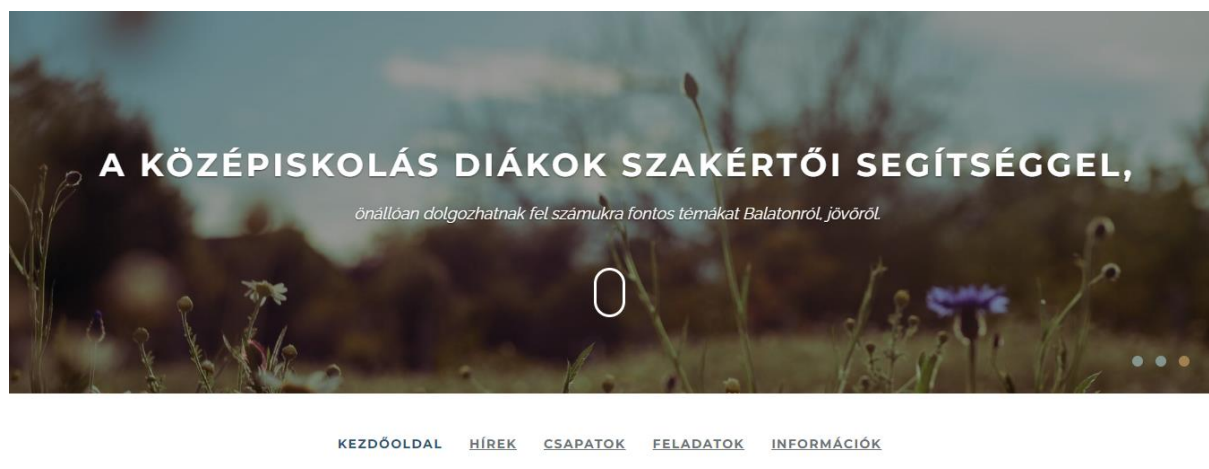 A KÖZÉPISKOLÁS DIÁKOK SZAKÉRTŐI SEGÍTSÉGGEL,
önállóan dolgozhatnak fel számukra fontos témákat Balatonról, jövőről.
KEZDŐOLDAL HÍREK CSAPATOK FELADATOK INFORMÁCIÓK